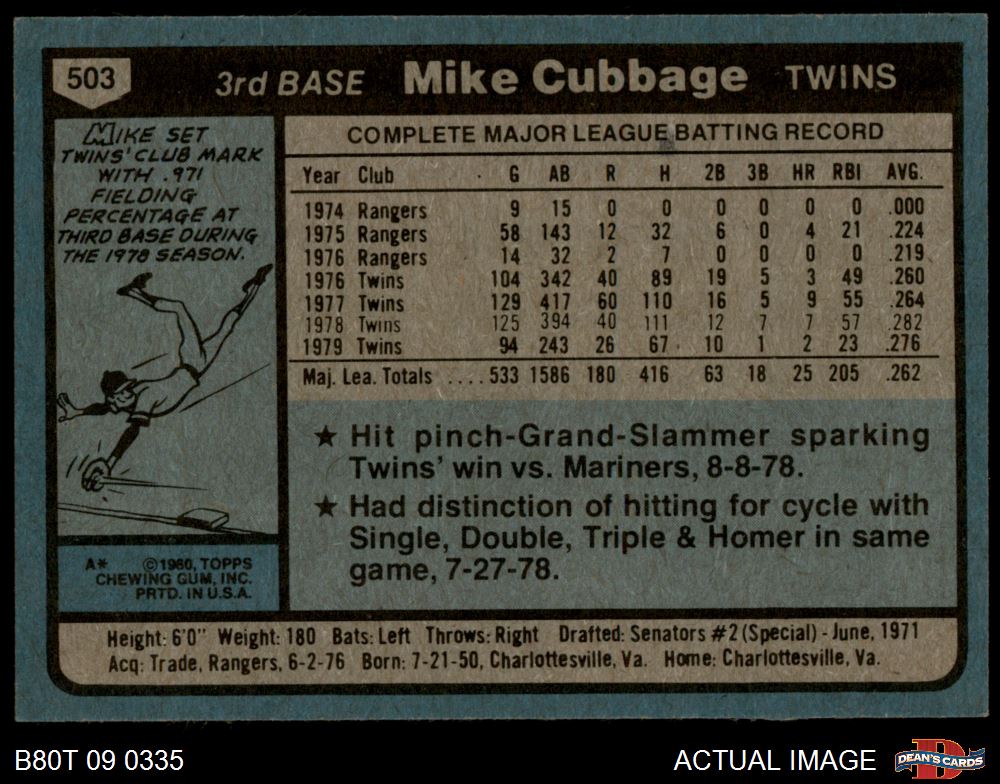 503 3rd BASE Mike Cubbage TWINS
MIKE SET
TWINS' CLUB MARK
WITH .971
FIELDING
PERCENTAGE AT
THIRD BASE DURING
THE 1978 SEASON.
A* ©1980, TOPPS
CHEWING GUM, INC.
PRTD. IN U.S.A.
COMPLETE MAJOR LEAGUE BATTING RECORD
Year Club G AB R H 2B 3B HR RBI AVG.
1974 Rangers 9 15 0 0 0 0 0 0 .000
1975 Rangers 58 143 12 32 6 0 4 21 .224
1976 Rangers 14 32 2 7 0 0 0 0 .219
1976 Twins 104 342 40 89 19 5 3 49 .260
1977 Twins 129 417 60 110 16 5 9 55 .264
1978 Twins 125 394 40 111 12 7 7 57 .282
1979 Twins 94 243 26 67 10 1 2 23 .276
Maj. Lea. Totals ....533 1586 180 416 63 18 25 205 .262
★ Hit pinch-Grand-Slammer sparking
Twins' win vs. Mariners, 8-8-78.
★ Had distinction of hitting for cycle with
Single, Double, Triple & Homer in same
game, 7-27-78.
Height: 6'0" Weight: 180 Bats: Left Throws: Right Drafted: Senators #2 (Special) - June, 1971
Acq: Trade, Rangers, 6-2-76 Born: 7-21-50, Charlottesville, Va. Home: Charlottesville, Va.
B80T 09 0335 ACTUAL IMAGE DEAN'S CARDS